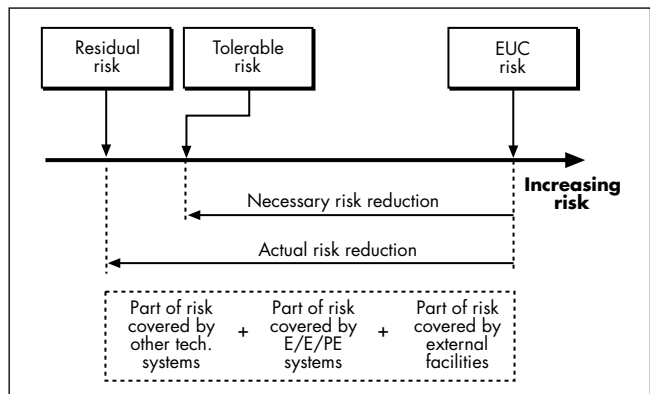 Residual
risk
Tolerable
risk
EUC
risk
Increasing
risk
Necessary risk reduction
Actual risk reduction
Part of risk
covered by
other tech.
systems
+
Part of risk
covered by
E/E/PE
systems
+
Part of risk
covered by
external
facilities